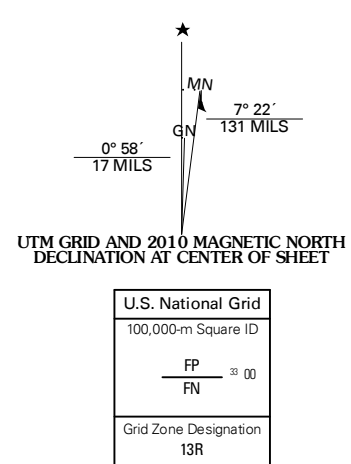 ★
MN
7° 22´
131 MILS
GN
0° 58´
17 MILS
UTM GRID AND 2010 MAGNETIC NORTH
DECLINATION AT CENTER OF SHEET
U.S. National Grid
100,000-m Square ID
FP
33 00
FN
Grid Zone Designation
13R